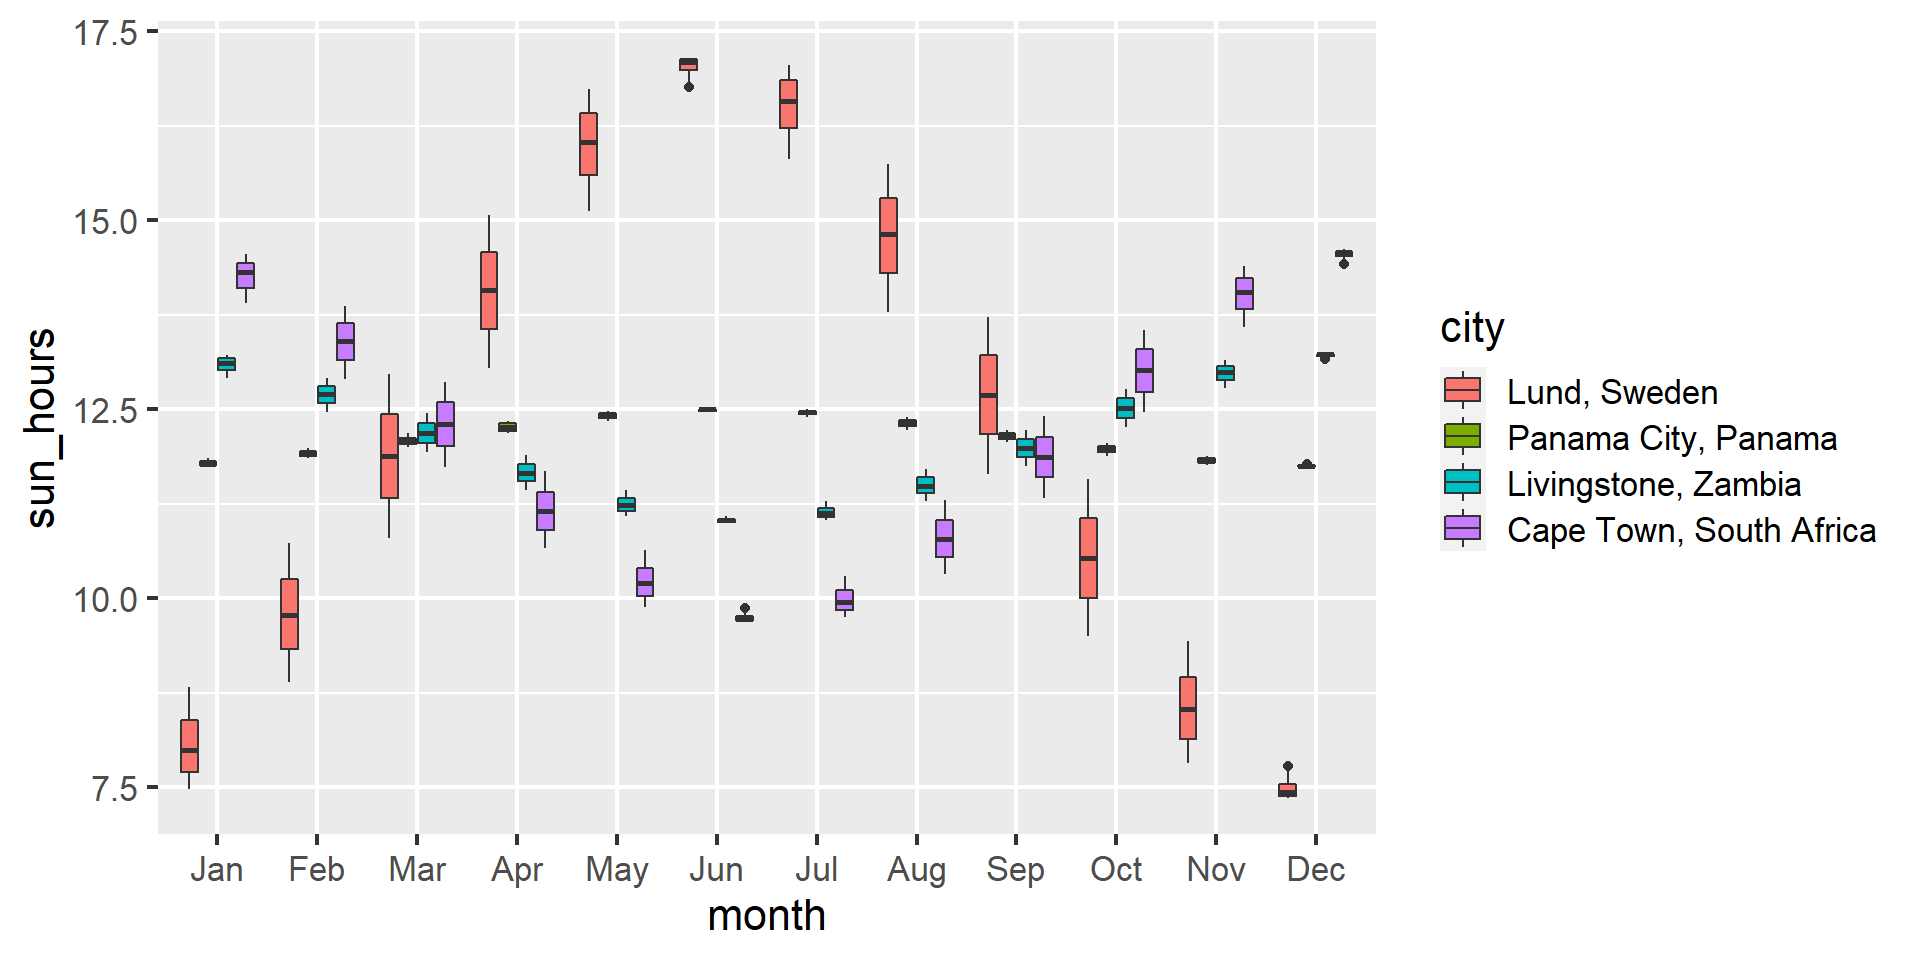 17.5
15.0
12.5
10.0
7.5
sun_hours
Jan Feb Mar Apr May Jun Jul Aug Sep Oct Nov Dec
month
city
Lund, Sweden
Panama City, Panama
Livingstone, Zambia
Cape Town, South Africa